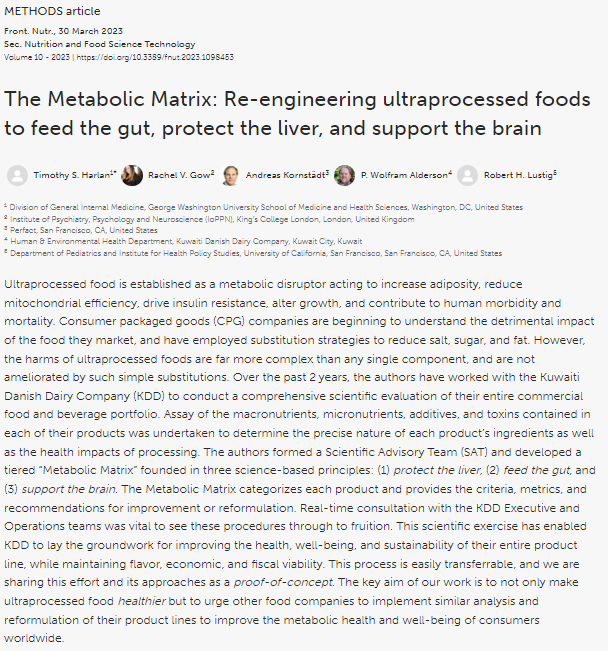 METHODS article
Front. Nutr., 30 March 2023
Sec. Nutrition and Food Science Technology
Volume 10 - 2023 | https://doi.org/10.3389/fnut.2023.1098453
The Metabolic Matrix: Re-engineering ultraprocessed foods
to feed the gut, protect the liver, and support the brain
Timothy S. Harlan1* Rachel V. Gow2 Andreas Kornstädt3 P. Wolfram Alderson4 Robert H. Lustig5
1 Division of General Internal Medicine, George Washington University School of Medicine and Health Sciences, Washington, DC, United States
2 Institute of Psychiatry, Psychology and Neuroscience (IoPPN), King's College London, London, United Kingdom
3 Perfact, San Francisco, CA, United States
4 Human & Environmental Health Department, Kuwaiti Danish Dairy Company, Kuwait City, Kuwait
5 Department of Pediatrics and Institute for Health Policy Studies, University of California, San Francisco, San Francisco, CA, United States
Ultraprocessed food is established as a metabolic disruptor acting to increase adiposity, reduce
mitochondrial efficiency, drive insulin resistance, alter growth, and contribute to human morbidity and
mortality. Consumer packaged goods (CPG) companies are beginning to understand the detrimental impact
of the food they market, and have employed substitution strategies to reduce salt, sugar, and fat. However,
the harms of ultraprocessed foods are far more complex than any single component, and are not
ameliorated by such simple substitutions. Over the past 2 years, the authors have worked with the Kuwaiti
Danish Dairy Company (KDD) to conduct a comprehensive scientific evaluation of their entire commercial
food and beverage portfolio. Assay of the macronutrients, micronutrients, additives, and toxins contained in
each of their products was undertaken to determine the precise nature of each product's ingredients as well
as the health impacts of processing. The authors formed a Scientific Advisory Team (SAT) and developed a
tiered "Metabolic Matrix" founded in three science-based principles: (1) protect the liver, (2) feed the gut, and
(3) support the brain. The Metabolic Matrix categorizes each product and provides the criteria, metrics, and
recommendations for improvement or reformulation. Real-time consultation with the KDD Executive and
Operations teams was vital to see these procedures through to fruition. This scientific exercise has enabled
KDD to lay the groundwork for improving the health, well-being, and sustainability of their entire product
line, while maintaining flavor, economic, and fiscal viability. This process is easily transferrable, and we are
sharing this effort and its approaches as a proof-of-concept. The key aim of our work is to not only make
ultraprocessed food healthier but to urge other food companies to implement similar analysis and
reformulation of their product lines to improve the metabolic health and well-being of consumers
worldwide.